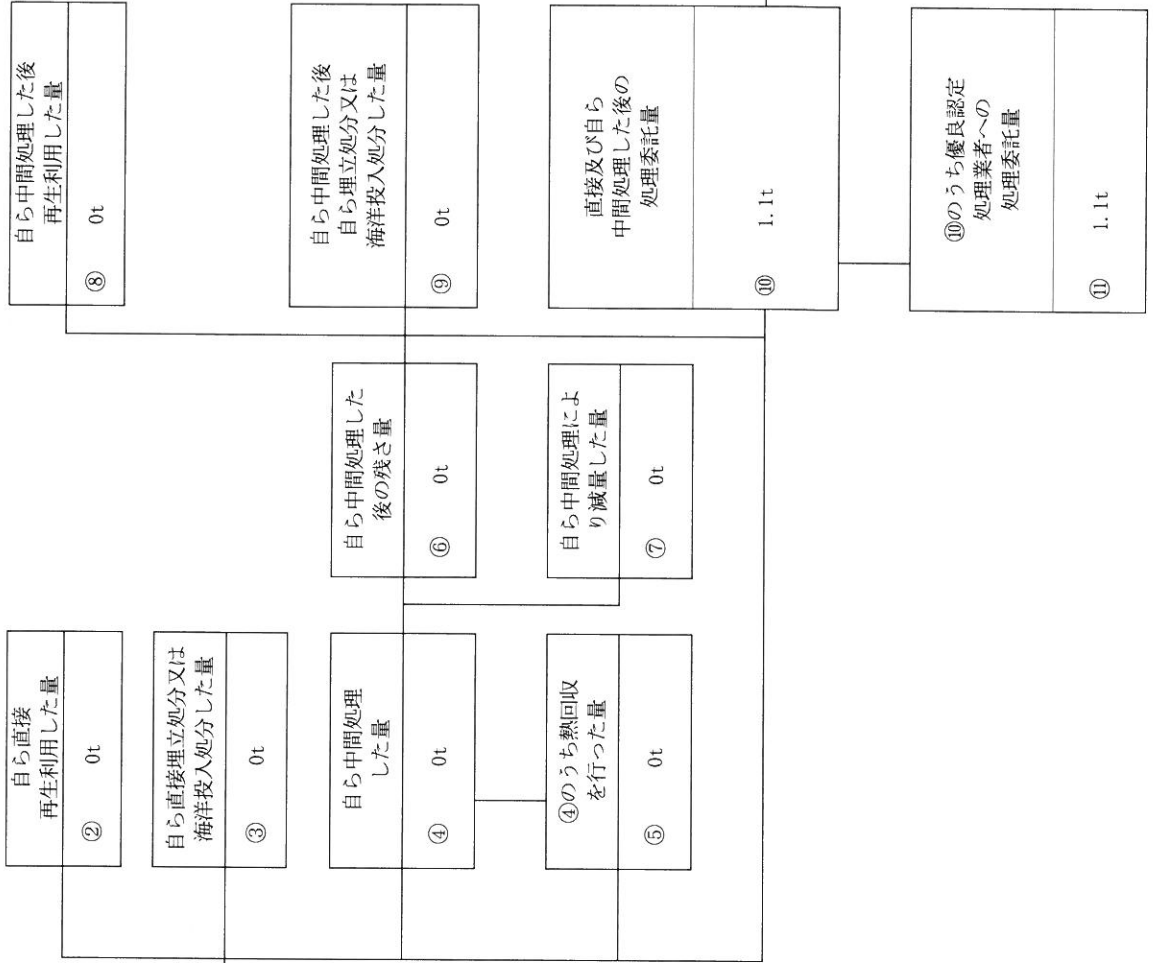 自ら直接
再生利用した量
② 0t
自ら直接埋立処分又は
海洋投入処分した量
③ 0t
自ら中間処理
した量
④ 0t
④のうち熱回収
を行った量
⑤ 0t
自ら中間処理した
後の残さ量
⑥ 0t
自ら中間処理によ
り減量した量
⑦ 0t
自ら中間処理した後
再生利用した量
⑧ 0t
自ら中間処理した後
自ら埋立処分又は
海洋投入処分した量
⑨ 0t
直接及び自ら
中間処理した後の
処理委託量
⑩ 1.1t
⑩のうち優良認定
処理業者への
処理委託量
⑪ 1.1t